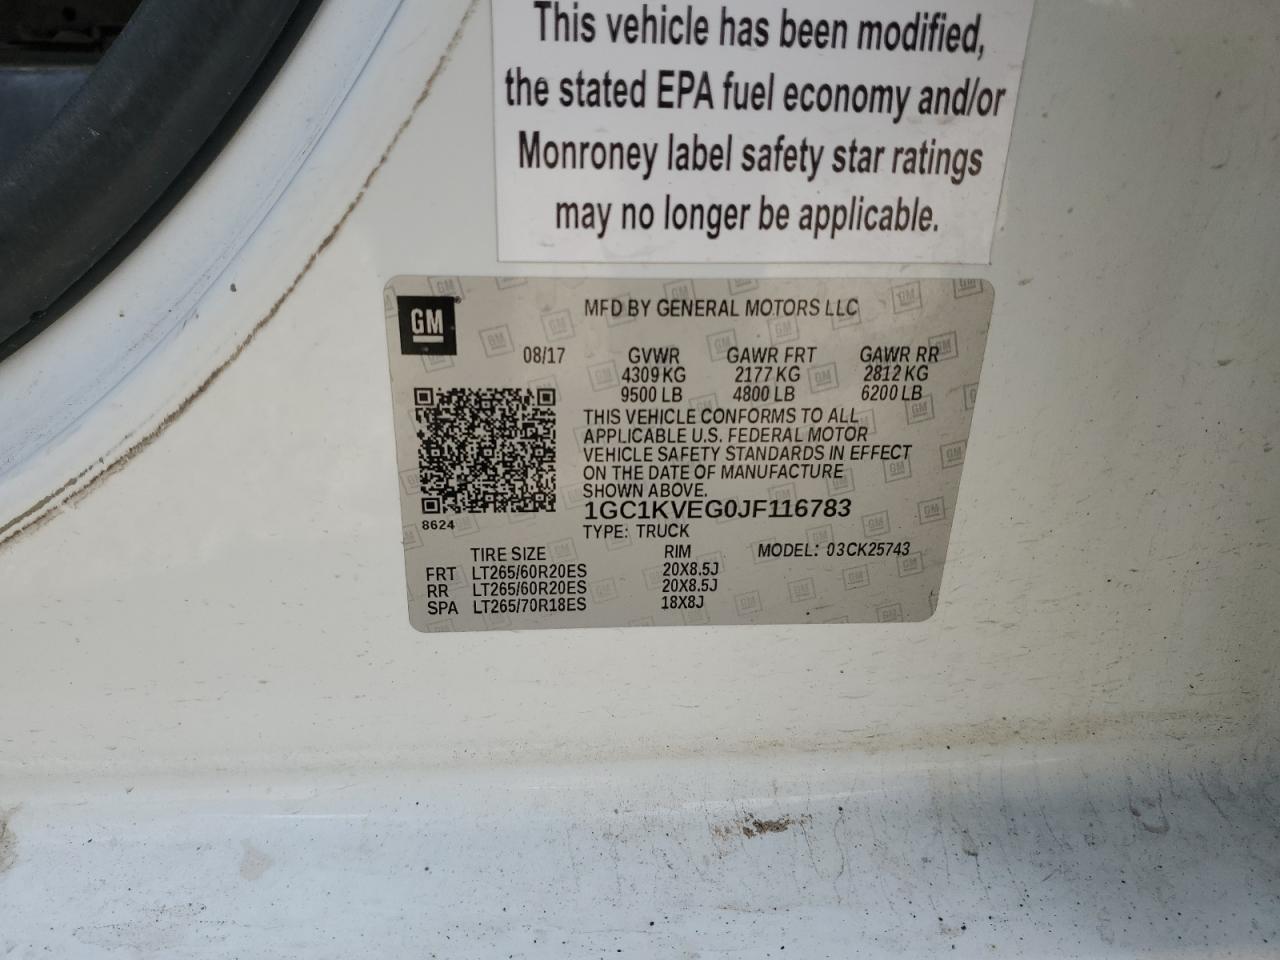 This vehicle has been modified,
the stated EPA fuel economy and/or
Monroney label safety star ratings
may no longer be applicable.
GM
MFD BY GENERAL MOTORS LLC
08/17 GVWR GAWR FRT GAWR RR
4309 KG 2177 KG 2812 KG
9500 LB 4800 LB 6200 LB
THIS VEHICLE CONFORMS TO ALL
APPLICABLE U.S. FEDERAL MOTOR
VEHICLE SAFETY STANDARDS IN EFFECT
ON THE DATE OF MANUFACTURE
SHOWN ABOVE.
1GC1KVEG0JF116783
8624
TYPE: TRUCK
TIRE SIZE RIM MODEL: 03CK25743
FRT LT265/60R20ES 20X8.5J
RR LT265/60R20ES 20X8.5J
SPA LT265/70R18ES 18X8J